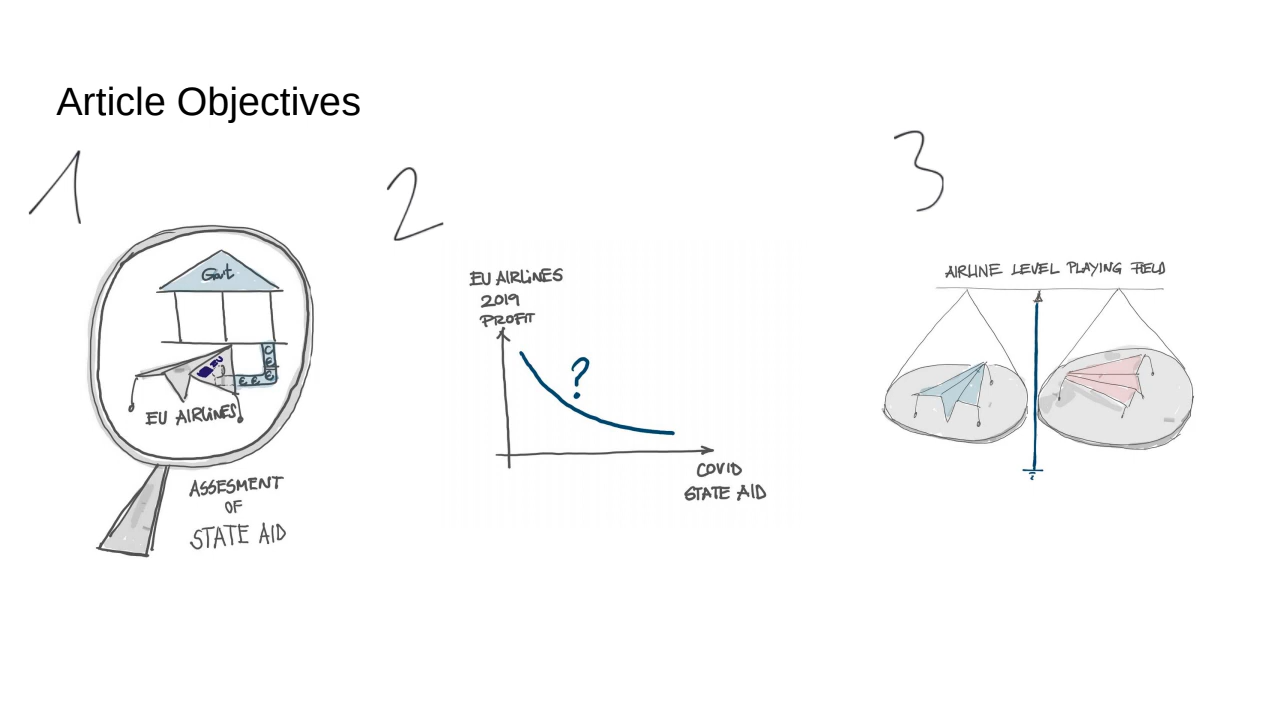 Article Objectives
1
2
3
Govt
EU
EU AIRLINES
ASSESMENT
OF
STATE AID
EU AIRLINES
2019
PROFIT
?
COVID
STATE AID
AIRLINE LEVEL PLAYING FIELD